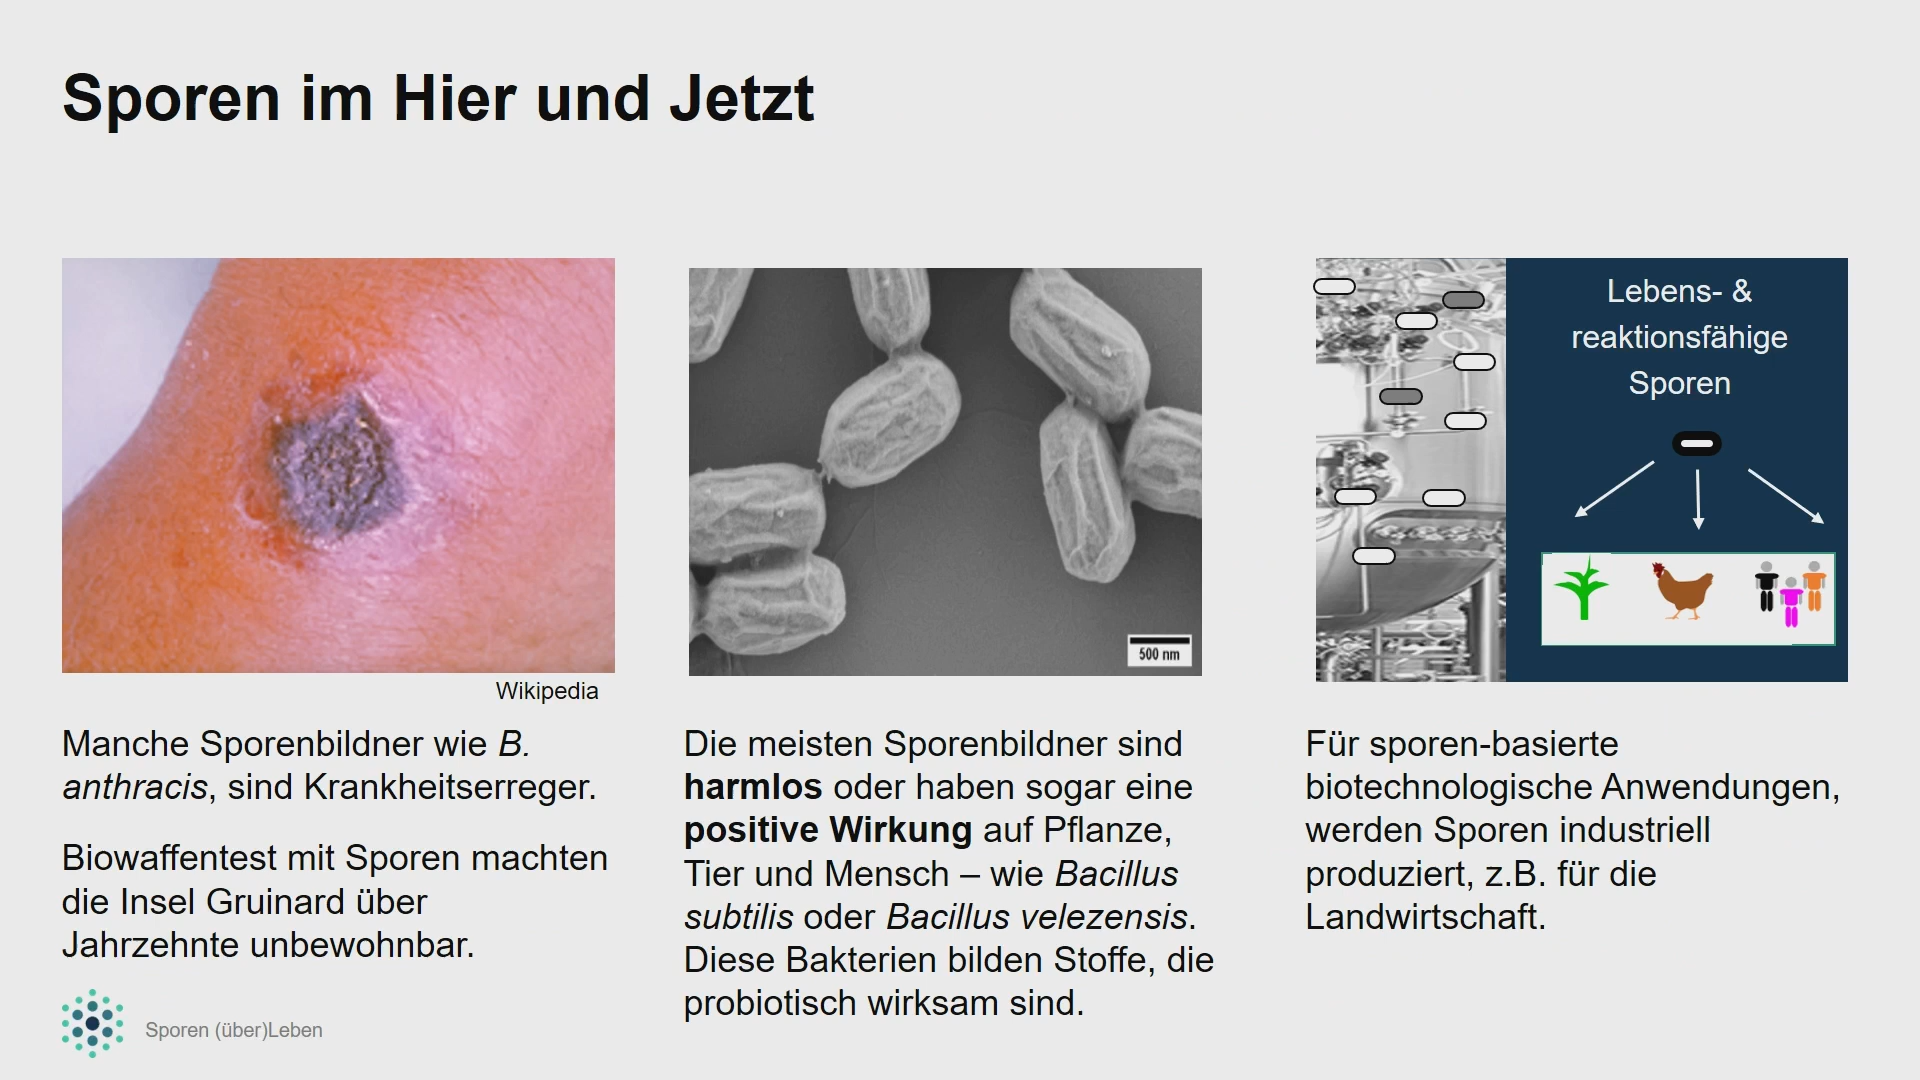 Sporen im Hier und Jetzt
Wikipedia
Manche Sporenbildner wie B.
anthracis, sind Krankheitserreger.
Biowaffentest mit Sporen machten
die Insel Gruinard über
Jahrzehnte unbewohnbar.
500 nm
Die meisten Sporenbildner sind
harmlos oder haben sogar eine
positive Wirkung auf Pflanze,
Tier und Mensch – wie Bacillus
subtilis oder Bacillus velezensis.
Diese Bakterien bilden Stoffe, die
probiotisch wirksam sind.
Lebens- &
reaktionsfähige
Sporen
Für sporen-basierte
biotechnologische Anwendungen,
werden Sporen industriell
produziert, z.B. für die
Landwirtschaft.
Sporen (über)Leben